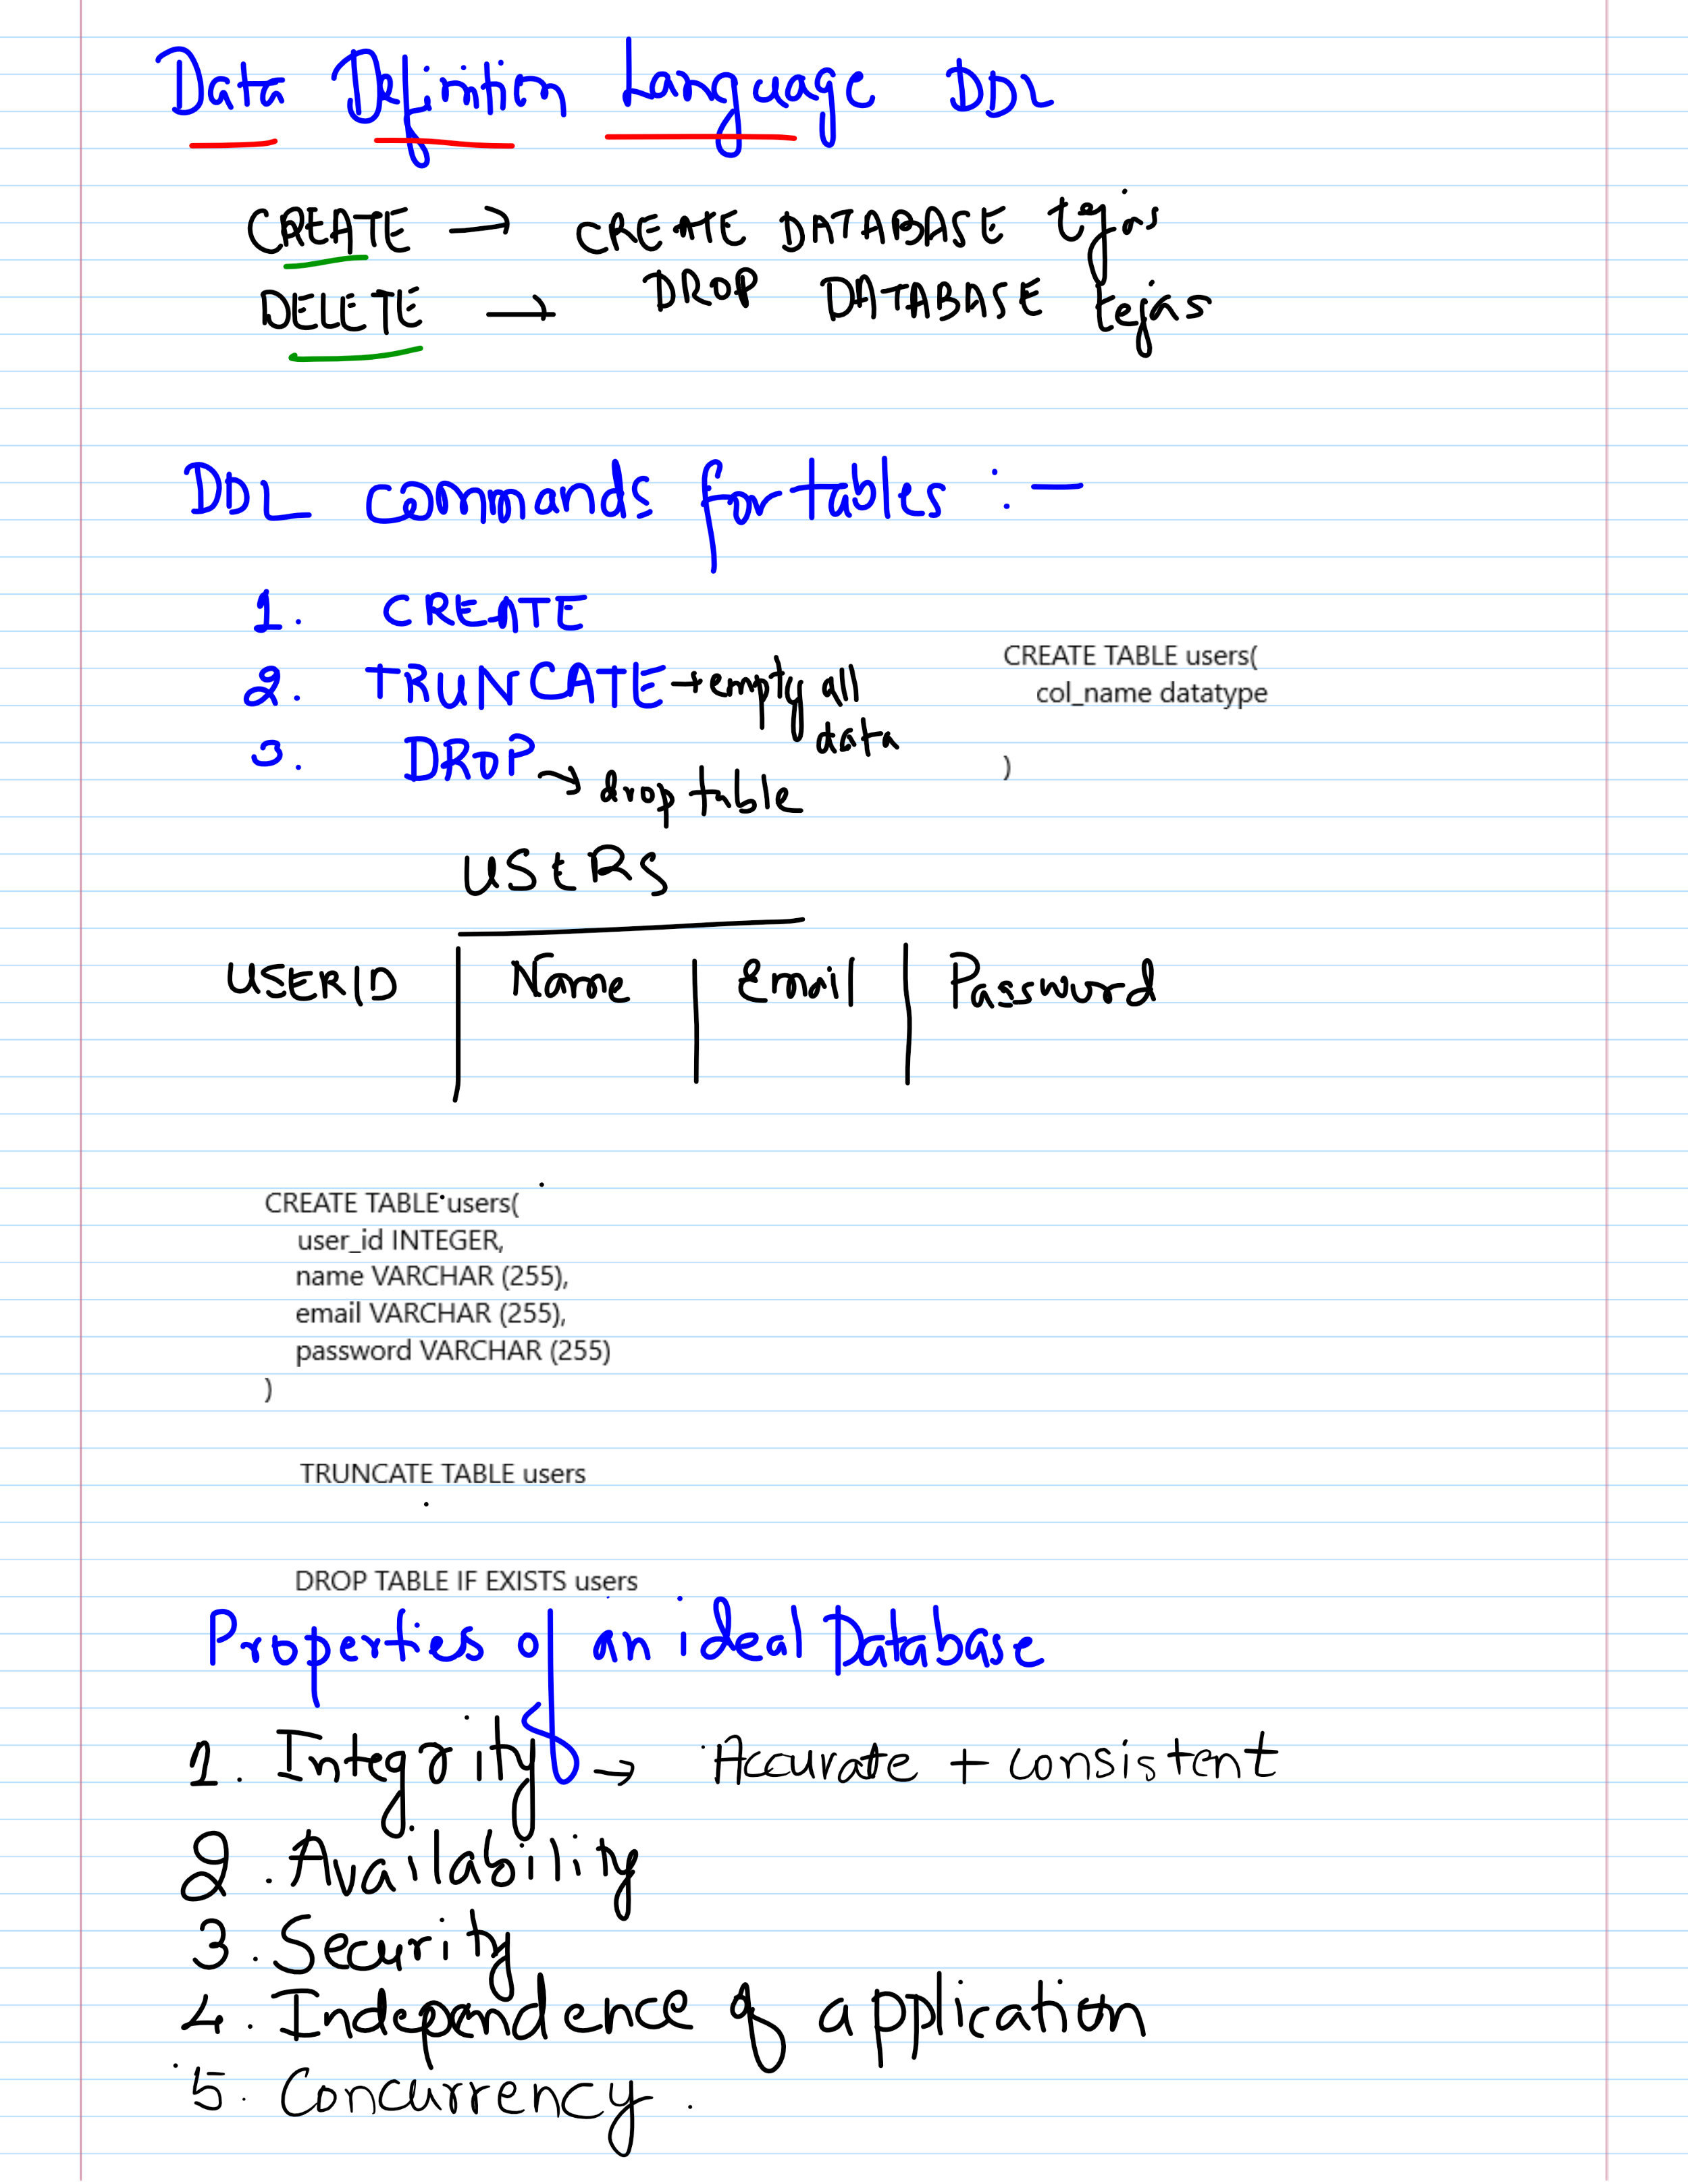 Data Definition Language DDL
CREATE → CREATE DATABASE tejas
DELETE → DROP DATABASE tejas
DDL commands for tables :-
1. CREATE
2. TRUNCATE → empty all data
3. DROP → drop table
CREATE TABLE users(
col_name datatype
)
USERS
USERID | Name | Email | Password
CREATE TABLE users(
user_id INTEGER,
name VARCHAR (255),
email VARCHAR (255),
password VARCHAR (255)
)
TRUNCATE TABLE users
DROP TABLE IF EXISTS users
Properties of an ideal Database
1. Integrity → Accurate + consistent
2. Availability
3. Security
4. Independence of application
5. Concurrency.